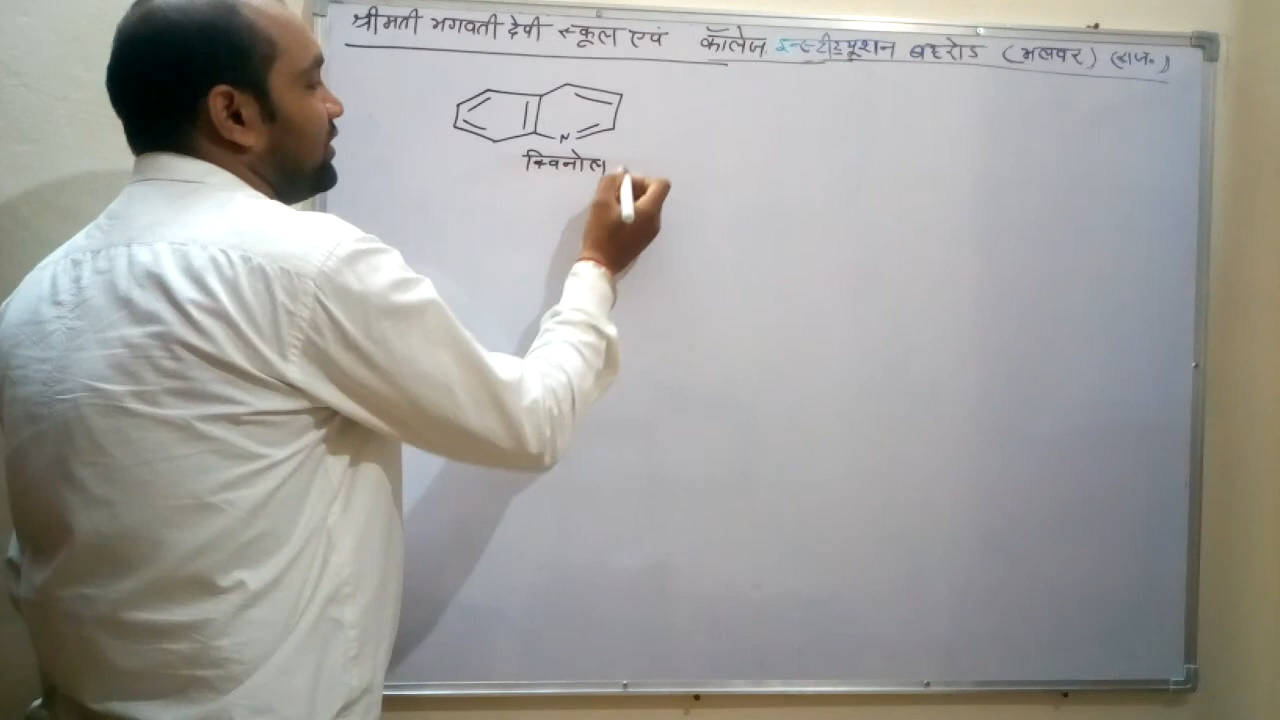 श्रीमती भगवती देवी स्कूल एवं कॉलेज इन्स्टीट्यूशन बहरोड (अलवर) (राज॰)
N
क्विनोल